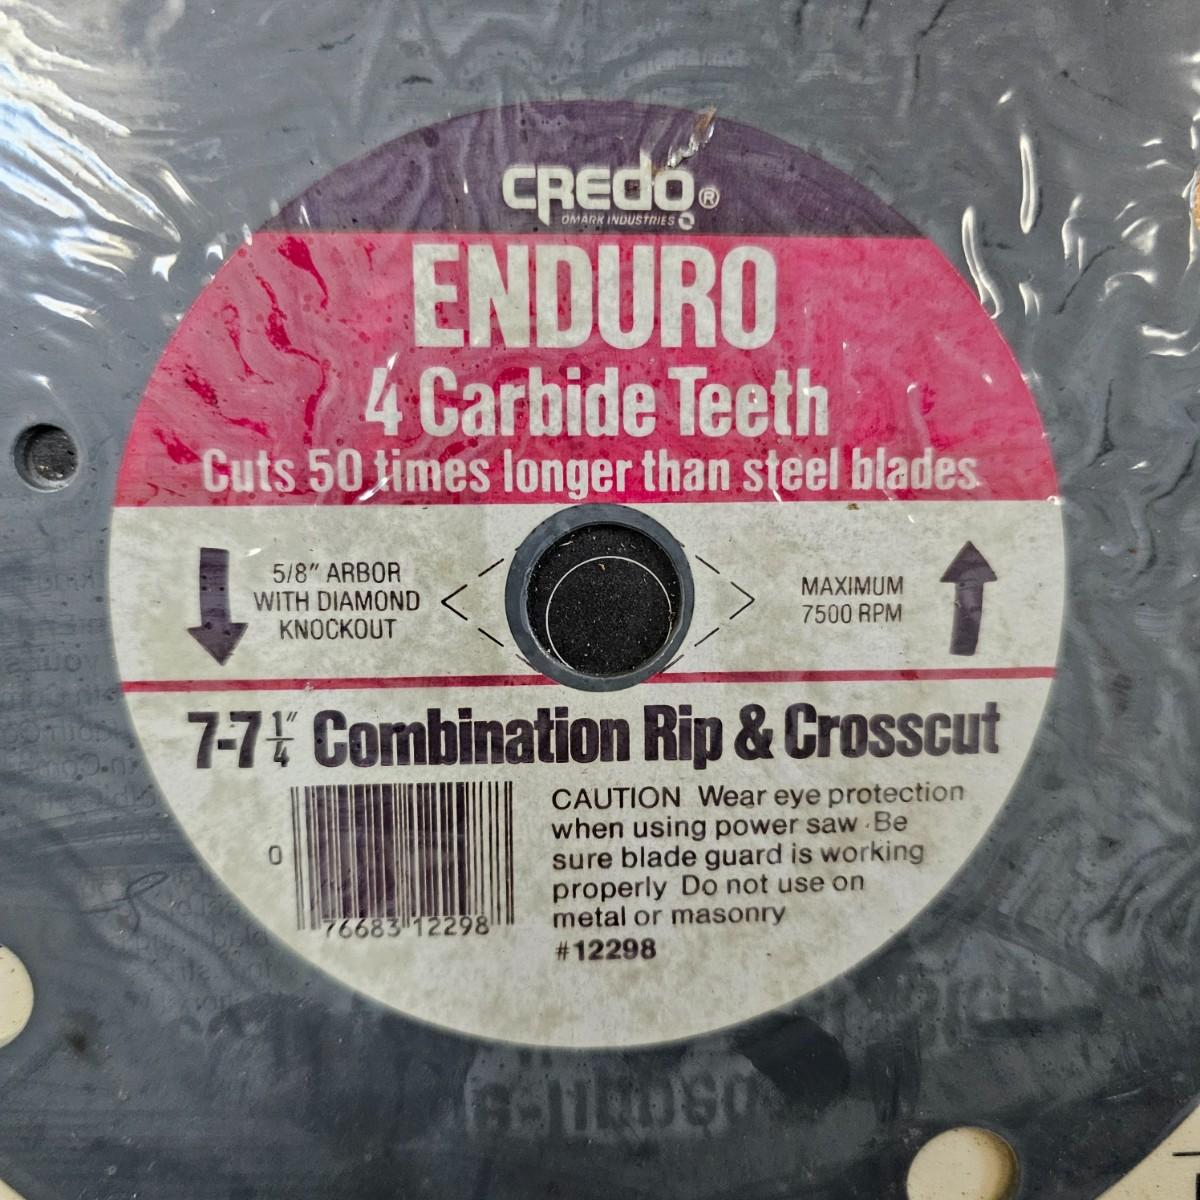 CREDO®
OMARK INDUSTRIES
ENDURO
4 Carbide Teeth
Cuts 50 times longer than steel blades
5/8" ARBOR
WITH DIAMOND
KNOCKOUT
MAXIMUM
7500 RPM
7-7 1/4" Combination Rip & Crosscut
CAUTION Wear eye protection
when using power saw Be
sure blade guard is working
properly Do not use on
metal or masonry
#12298
0 76683 12298